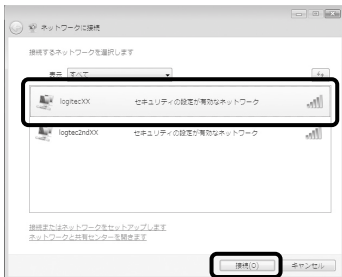 ネットワークに接続
接続するネットワークを選択します
表示 すべて
logitecXX セキュリティの設定が有効なネットワーク
logitec2ndXX セキュリティの設定が有効なネットワーク
接続またはネットワークをセットアップします
ネットワークと共有センターを開きます
接続(O) キャンセル